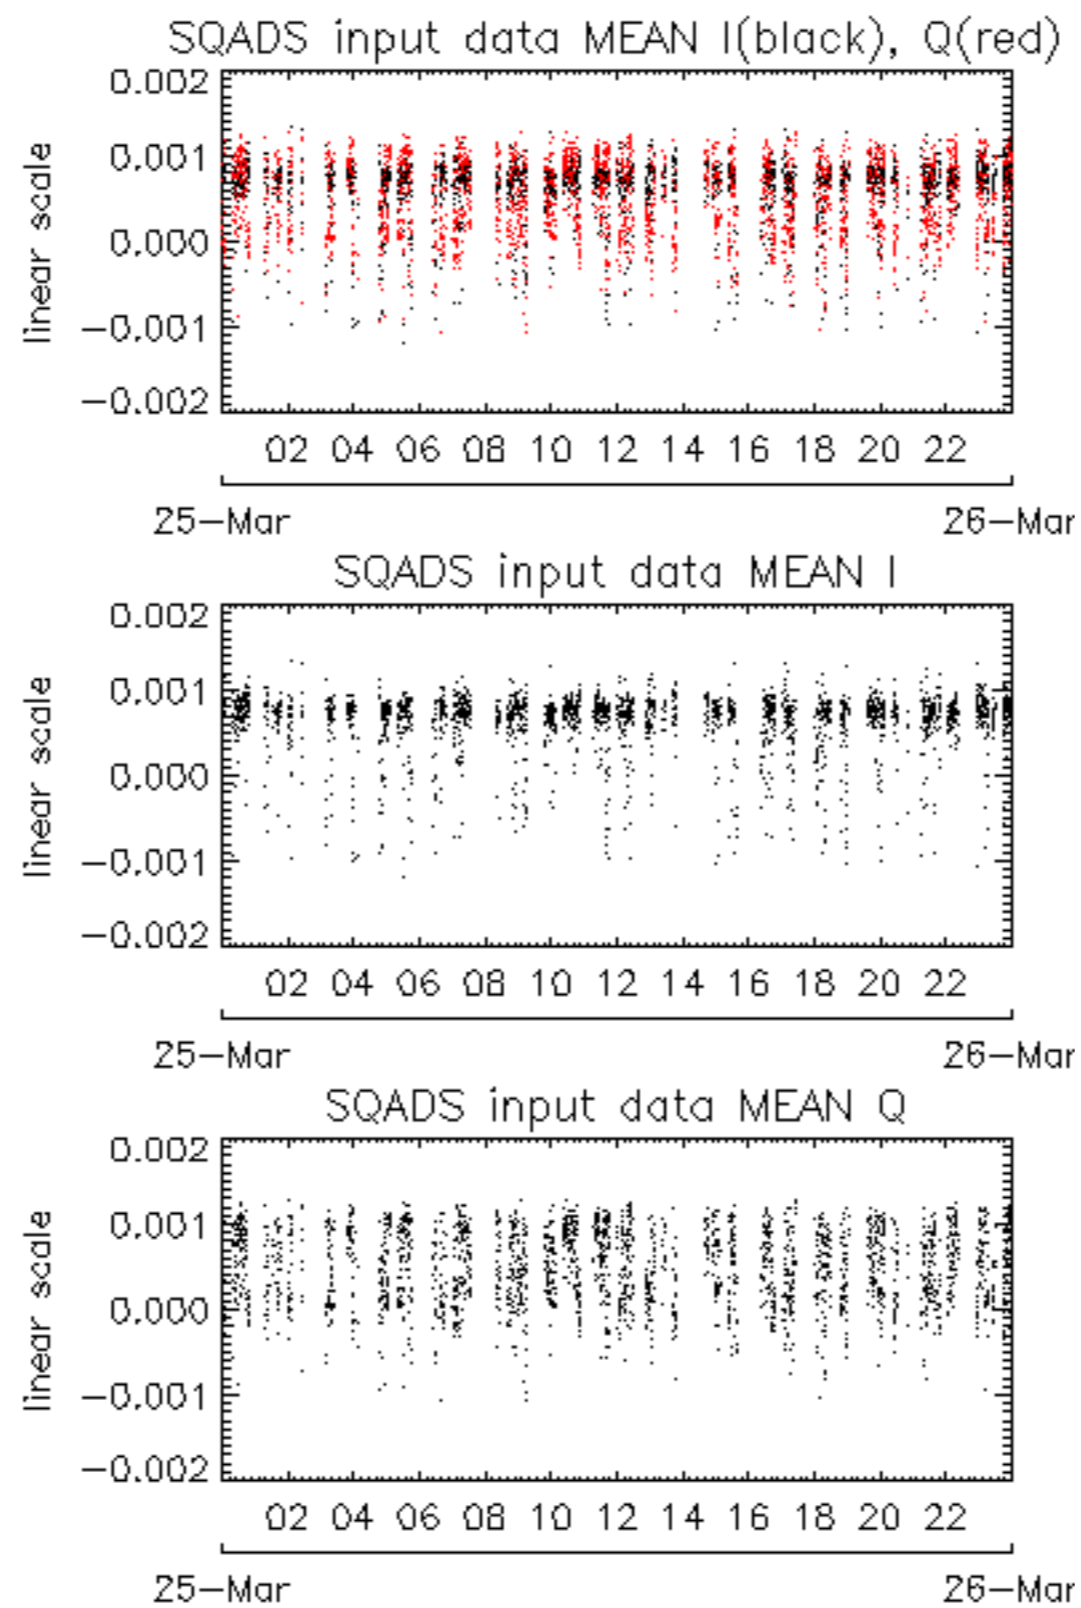 SQADS input data MEAN I(black), Q(red)
linear scale
0.002
0.001
0.000
−0.001
−0.002
02 04 06 08 10 12 14 16 18 20 22
25−Mar 26−Mar
SQADS input data MEAN I
linear scale
0.002
0.001
0.000
−0.001
−0.002
02 04 06 08 10 12 14 16 18 20 22
25−Mar 26−Mar
SQADS input data MEAN Q
linear scale
0.002
0.001
0.000
−0.001
−0.002
02 04 06 08 10 12 14 16 18 20 22
25−Mar 26−Mar